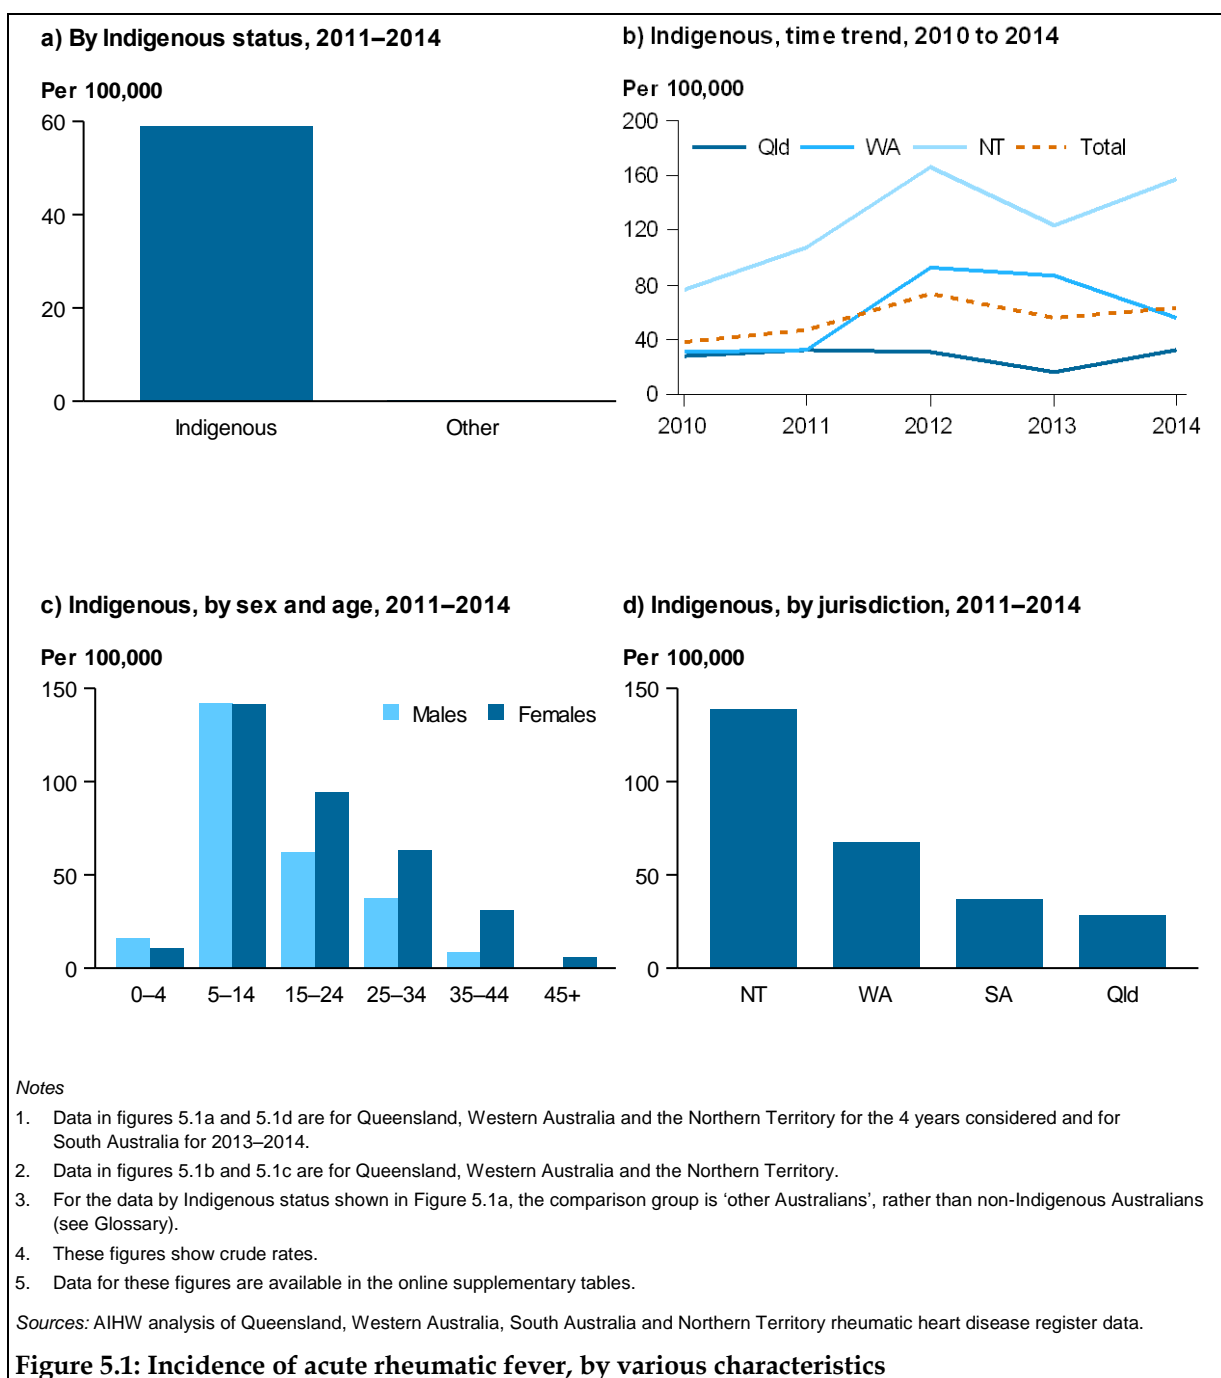 a) By Indigenous status, 2011–2014
Per 100,000
60
40
20
0
Indigenous
Other
b) Indigenous, time trend, 2010 to 2014
Per 100,000
200
160
120
80
40
0
Qld
WA
NT
Total
2010
2011
2012
2013
2014
c) Indigenous, by sex and age, 2011–2014
Per 100,000
150
100
50
0
Males
Females
0–4
5–14
15–24
25–34
35–44
45+
d) Indigenous, by jurisdiction, 2011–2014
Per 100,000
150
100
50
0
NT
WA
SA
Qld
Notes
1. Data in figures 5.1a and 5.1d are for Queensland, Western Australia and the Northern Territory for the 4 years considered and for
South Australia for 2013–2014.
2. Data in figures 5.1b and 5.1c are for Queensland, Western Australia and the Northern Territory.
3. For the data by Indigenous status shown in Figure 5.1a, the comparison group is ‘other Australians’, rather than non-Indigenous Australians
(see Glossary).
4. These figures show crude rates.
5. Data for these figures are available in the online supplementary tables.
Sources: AIHW analysis of Queensland, Western Australia, South Australia and Northern Territory rheumatic heart disease register data.
Figure 5.1: Incidence of acute rheumatic fever, by various characteristics